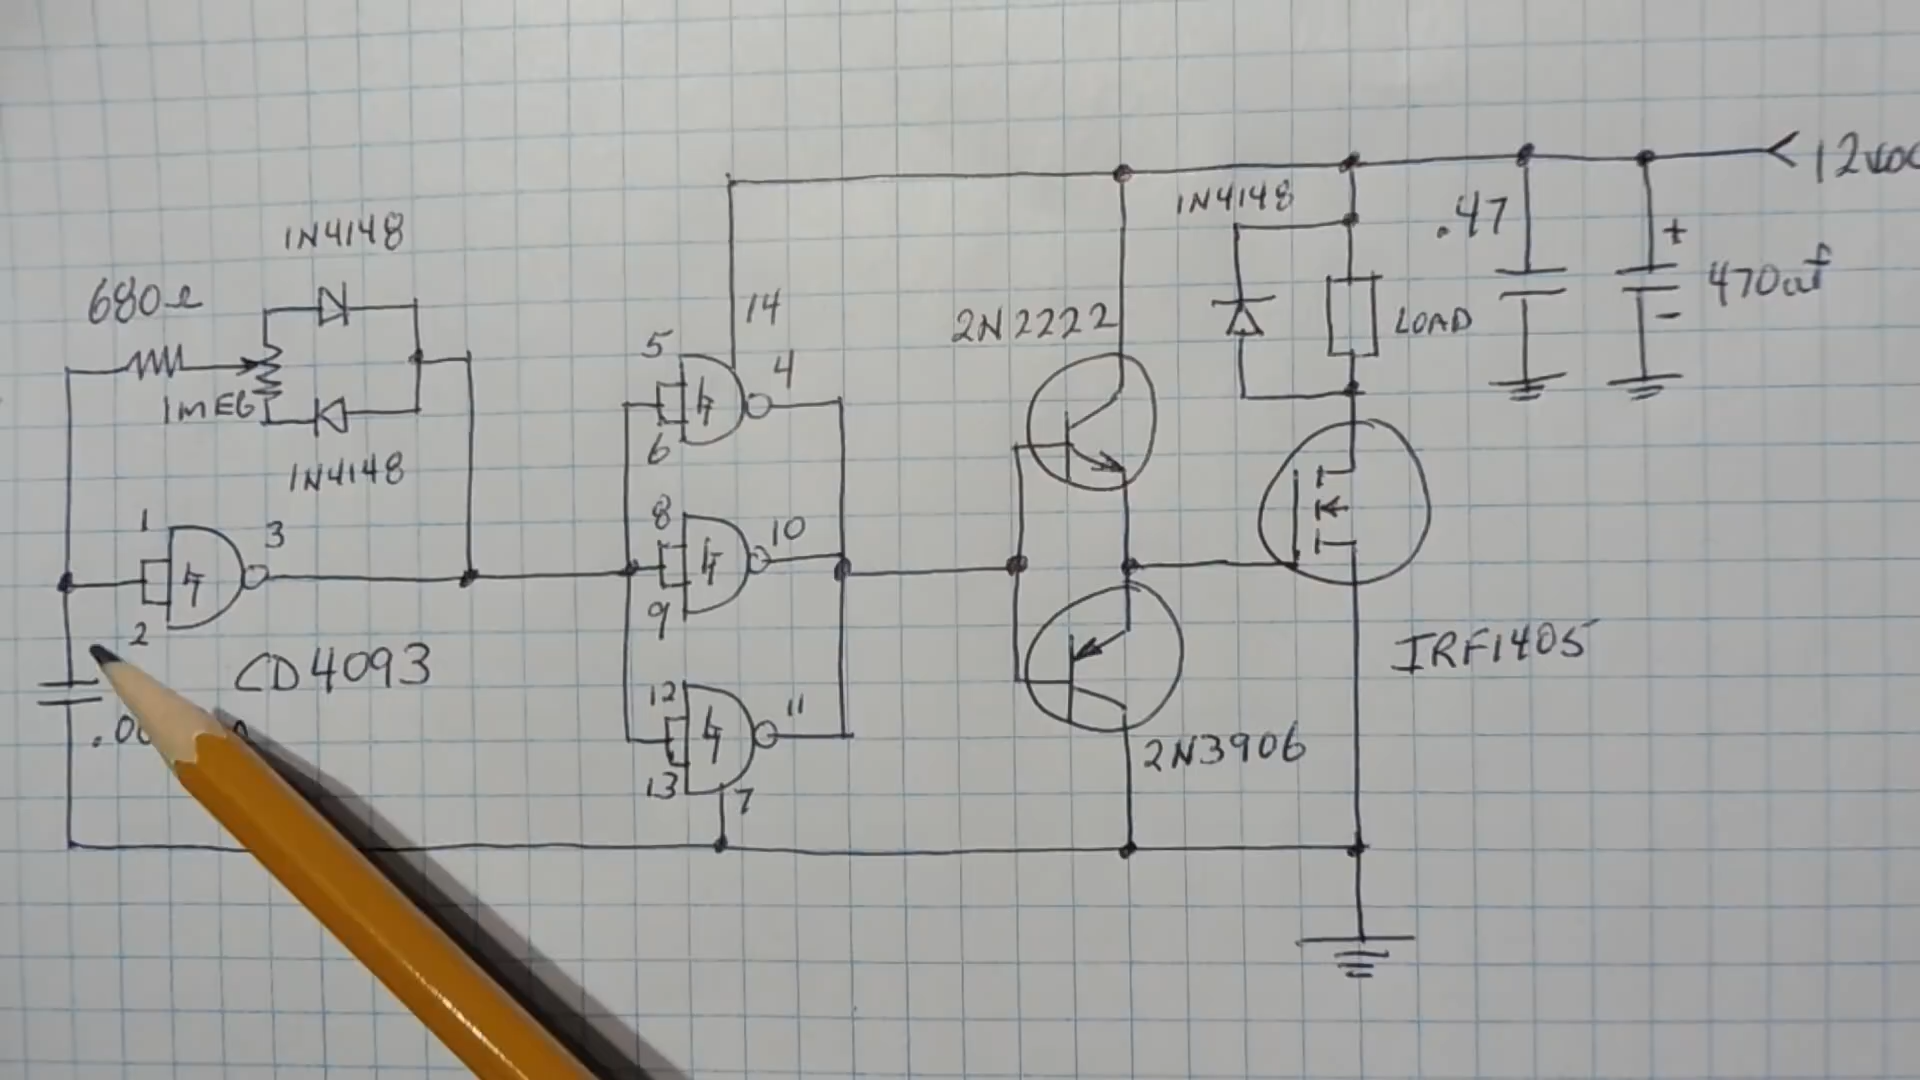 12VDC
1N4148
.47
+
470uf
-
1N4148
680Ω
14
2N2222
LOAD
5
4
6
1MEG
1N4148
1
3
8
10
9
2
CD4093
IRF1405
12
11
13
7
2N3906